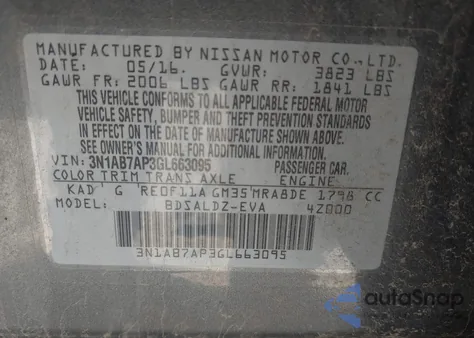 MANUFACTURED BY NISSAN MOTOR CO., LTD.
DATE: 05/16. GVWR: 3823 LBS
GAWR FR: 2006 LBS GAWR RR: 1841 LBS
THIS VEHICLE CONFORMS TO ALL APPLICABLE FEDERAL MOTOR
VEHICLE SAFETY, BUMPER AND THEFT PREVENTION STANDARDS
IN EFFECT ON THE DATE OF MANUFACTURE SHOWN ABOVE.
SEE OWNER'S MANUAL FOR ADDITIONAL INFORMATION.
VIN: 3N1AB7AP3GL663095 PASSENGER CAR.
COLOR TRIM TRANS AXLE ENGINE
KAD G RE0F11A GM35 MRA8DE 1798 CC
MODEL: BDSALDZ-EVA 4Z000
3N1AB7AP3GL663095
autoSnap